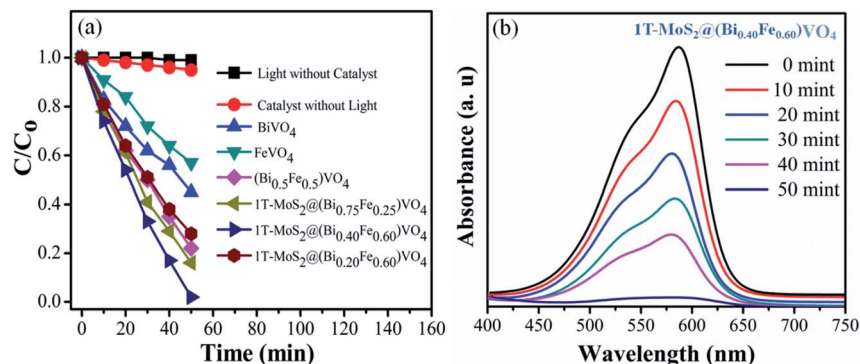 (a)
C/Co
1.0
0.8
0.6
0.4
0.2
0.0
Light without Catalyst
Catalyst without Light
BiVO₄
FeVO₄
(Bi₀.₅Fe₀.₅)VO₄
1T-MoS₂@(Bi₀.₇₅Fe₀.₂₅)VO₄
1T-MoS₂@(Bi₀.₄₀Fe₀.₆₀)VO₄
1T-MoS₂@(Bi₀.₂₀Fe₀.₆₀)VO₄
0 20 40 60 80 100 120 140 160
Time (min)
(b)
1T-MoS₂@(Bi₀.₄₀Fe₀.₆₀)VO₄
Absorbance (a. u)
0 mint
10 mint
20 mint
30 mint
40 mint
50 mint
400 450 500 550 600 650 700 750
Wavelength (nm)